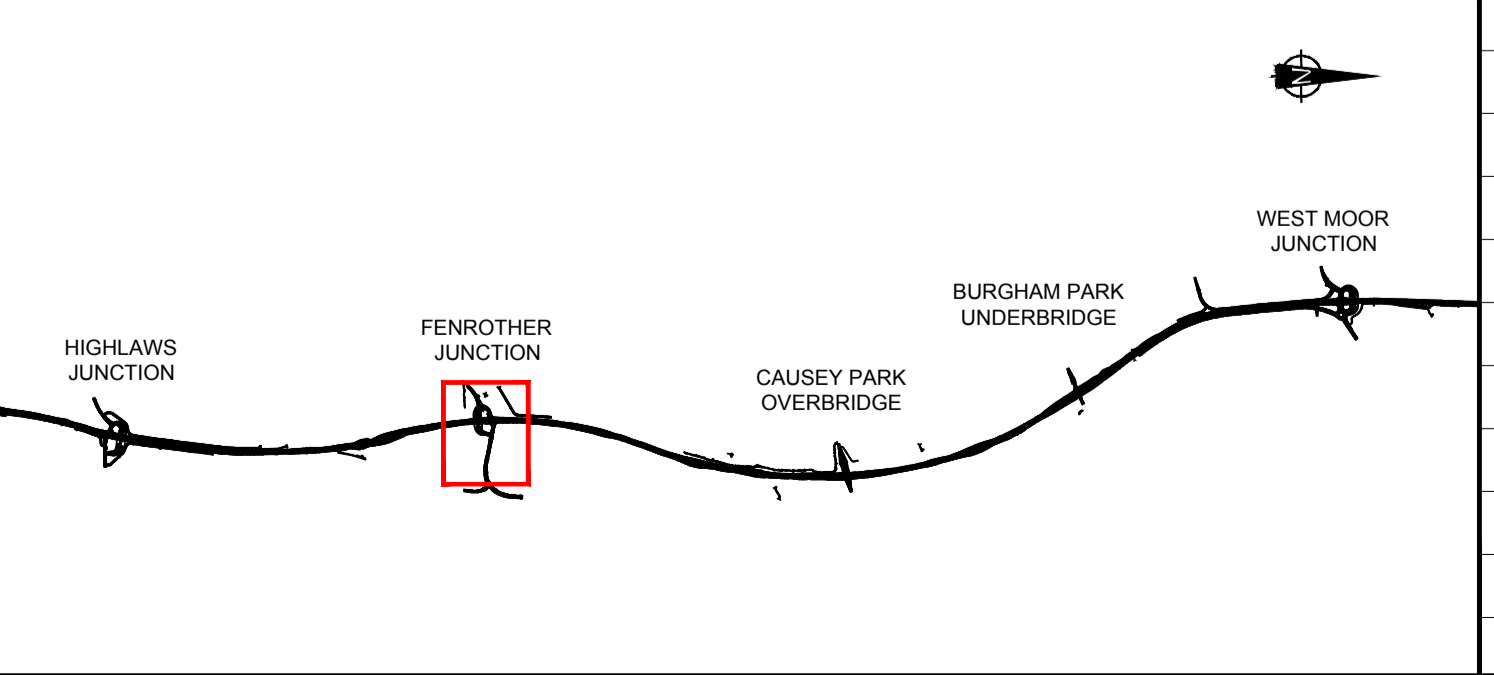 N
WEST MOOR
JUNCTION
BURGHAM PARK
UNDERBRIDGE
FENROTHER
JUNCTION
HIGHLAWS
JUNCTION
CAUSEY PARK
OVERBRIDGE